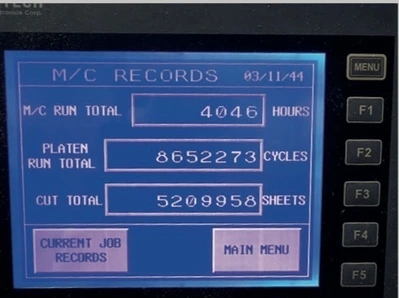 M/C RECORDS 03/11/44
M/C RUN TOTAL 4046 HOURS
PLATEN
RUN TOTAL 8652273 CYCLES
CUT TOTAL 5209958 SHEETS
CURRENT JOB
RECORDS
MAIN MENU
MENU
F1
F2
F3
F4
F5